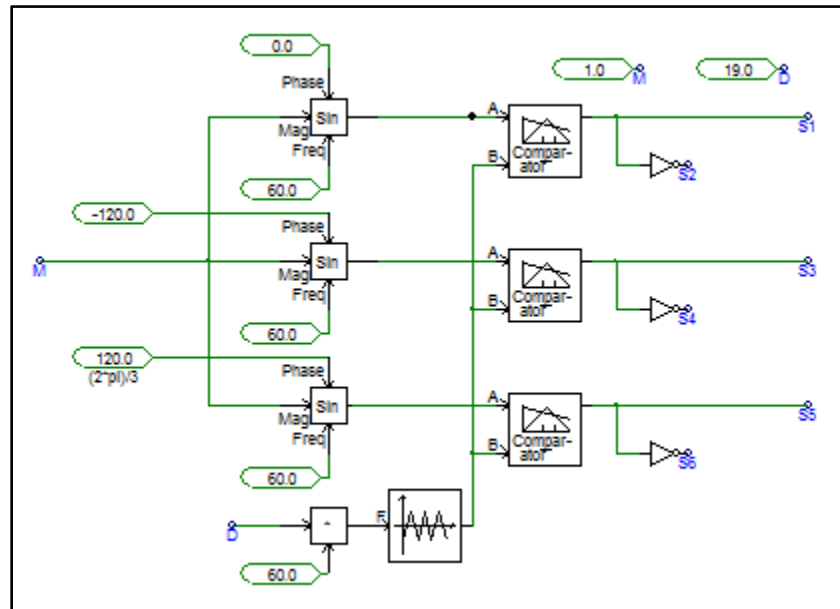 0.0
1.0
M
19.0
D
Phase
Sin
Mag
Freq
60.0
A
B
Compar-
ator
S1
S2
-120.0
M
Phase
Sin
Mag
Freq
60.0
A
B
Compar-
ator
S3
S4
120.0
(2*pi)/3
Phase
Sin
Mag
Freq
60.0
A
B
Compar-
ator
S5
S6
D
*
F
60.0